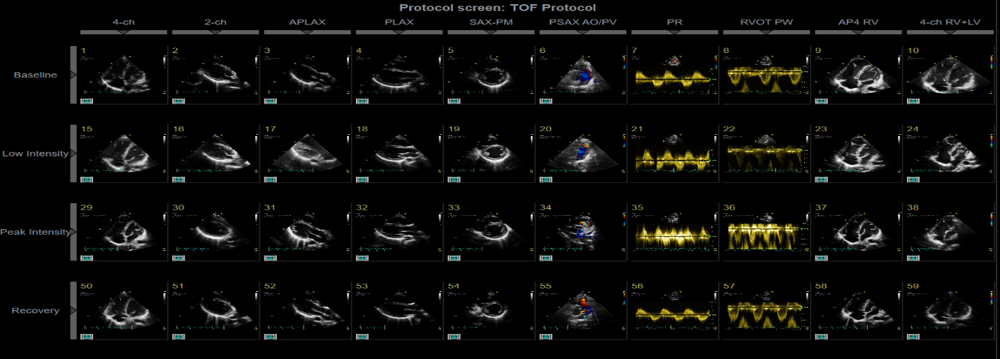 Protocol screen: TOF Protocol
4-ch 2-ch APLAX PLAX SAX-PM PSAX AO/PV PR RVOT PW AP4 RV 4-ch RV+LV
1 2 3 4 5 6 7 8 9 10
Baseline
15 16 17 18 19 20 21 22 23 24
Low Intensity
29 30 31 32 33 34 35 36 37 38
Peak Intensity
50 51 52 53 54 55 56 57 58 59
Recovery